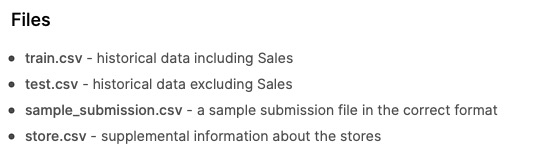 Files
• train.csv - historical data including Sales
• test.csv - historical data excluding Sales
• sample_submission.csv - a sample submission file in the correct format
• store.csv - supplemental information about the stores